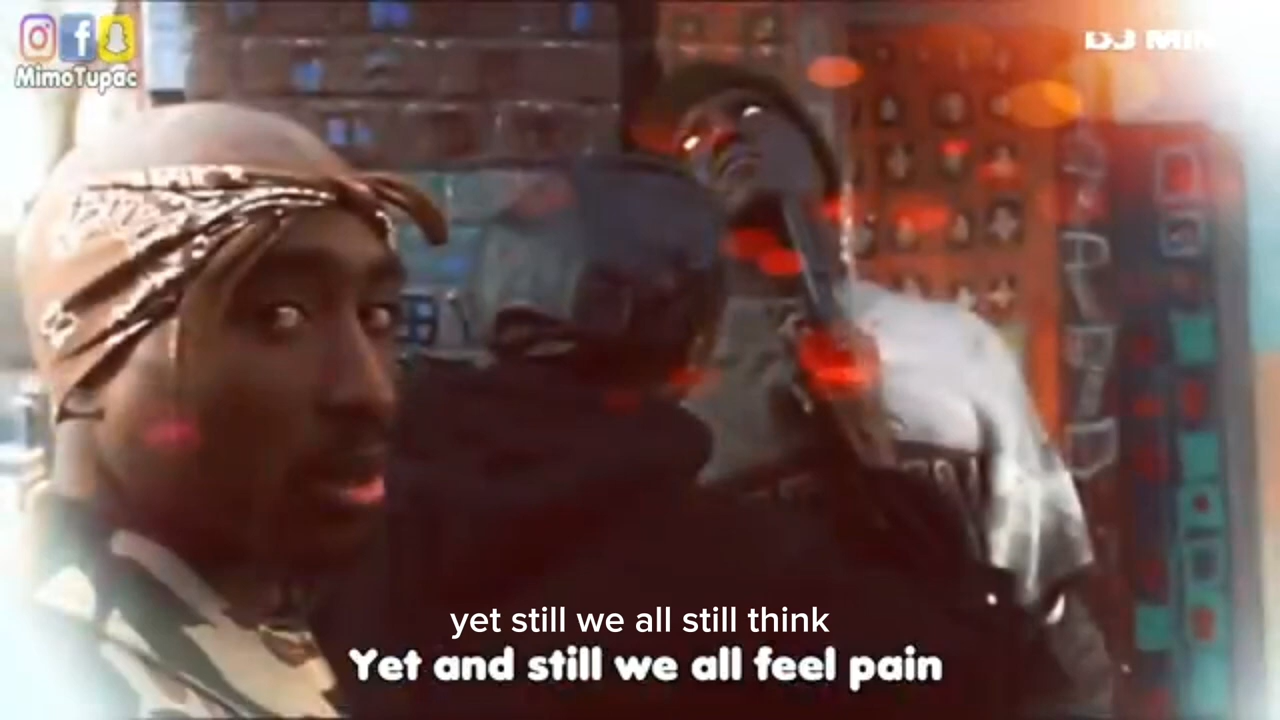 MimoTupac
yet still we all still think
Yet and still we all feel pain